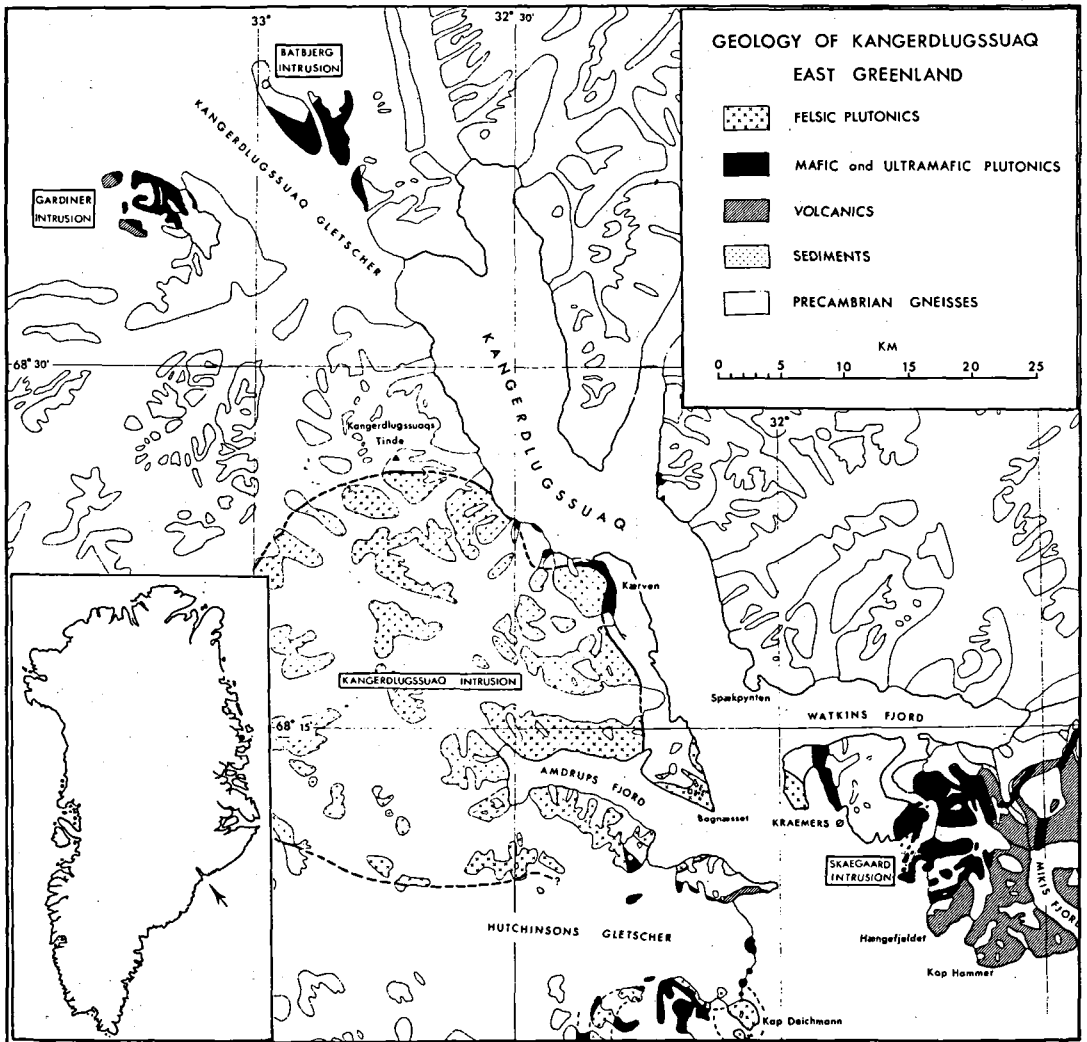 33°
32° 30'
BATBJERG
INTRUSION
KANGERDLUGSSUAQ GLETSCHER
GARDINER
INTRUSION
GEOLOGY OF KANGERDLUGSSUAQ
EAST GREENLAND
FELSIC PLUTONICS
MAFIC and ULTRAMAFIC PLUTONICS
VOLCANICS
SEDIMENTS
PRECAMBRIAN GNEISSES
KM
0 5 10 15 20 25
68° 30'
KANGERDLUGSSUAQ
32°
Kangerdlugssuaqs
Tinde
Kærven
KANGERDLUGSSUAQ INTRUSION
Spækpynten
WATKINS FJORD
68° 15'
AMDRUPS FJORD
Bagnæsset
KRAEMERS Ø
SKAEGAARD
INTRUSION
MIKIS FJORD
HUTCHINSONS GLETSCHER
Hængefjeldet
Kap Hammer
Kap Deichmann